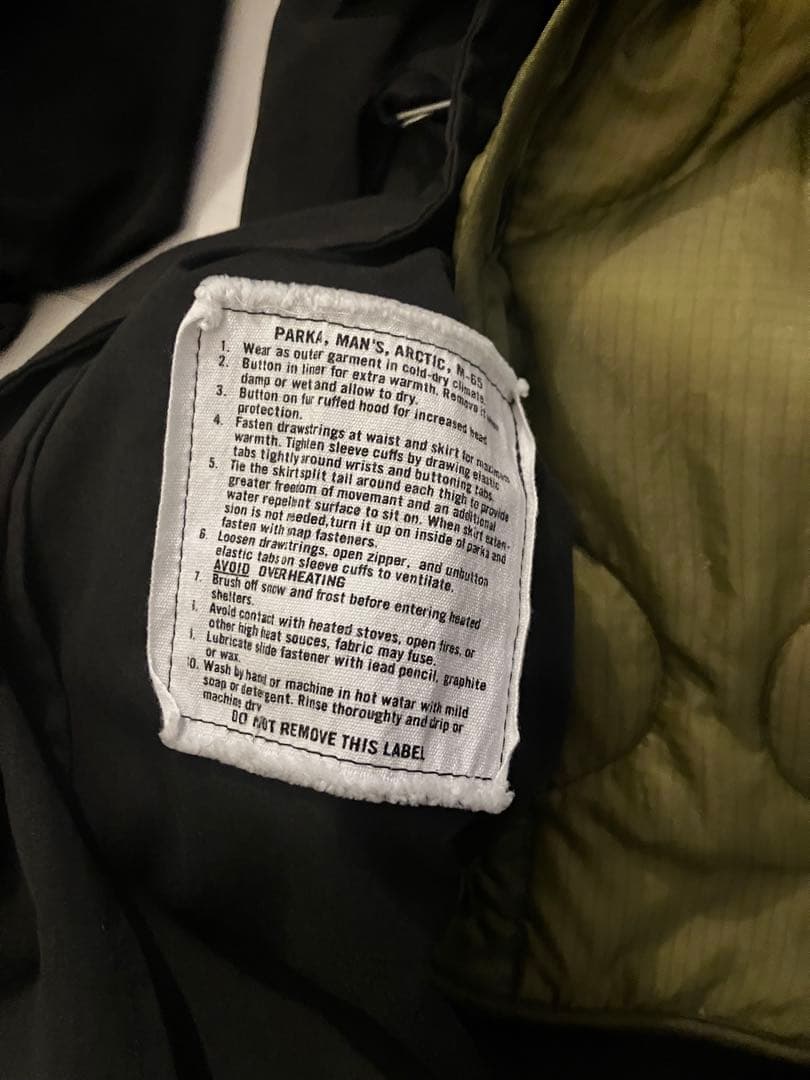 PARKA, MAN'S, ARCTIC, M-65
1. Wear as outer garment in cold-dry climate.
2. Button in liner for extra warmth. Remove it
damp or wet and allow to dry.
3. Button on fur ruffed hood for increased head
protection.
4. Fasten drawstrings at waist and skirt for maximum
warmth. Tighlen sleeve cuffs by drawing elastic
tabs tightly around wrists and buttoning tabs.
5. Tie the skirtsplit tail around each thigh to provide
greater freedom of movemant and an additional
water repellent surface to sit on. When skirt exten-
sion is not needed, turn it up on inside of parka and
fasten with snap fasteners.
6. Loosen drawstrings, open zipper, and unbutton
elastic tabs on sleeve cuffs to ventilate.
AVOID OVERHEATING
7. Brush off snow and frost before entering heated
shelters.
. Avoid contact with heated stoves, open fires, or
other high heat souces, fabric may fuse.
. Lubricate slide fastener with lead pencil, graphite
or wax.
10. Wash by hand or machine in hot watar with mild
soap or detergent. Rinse thoroughly and drip or
machine dry
DO NOT REMOVE THIS LABEL